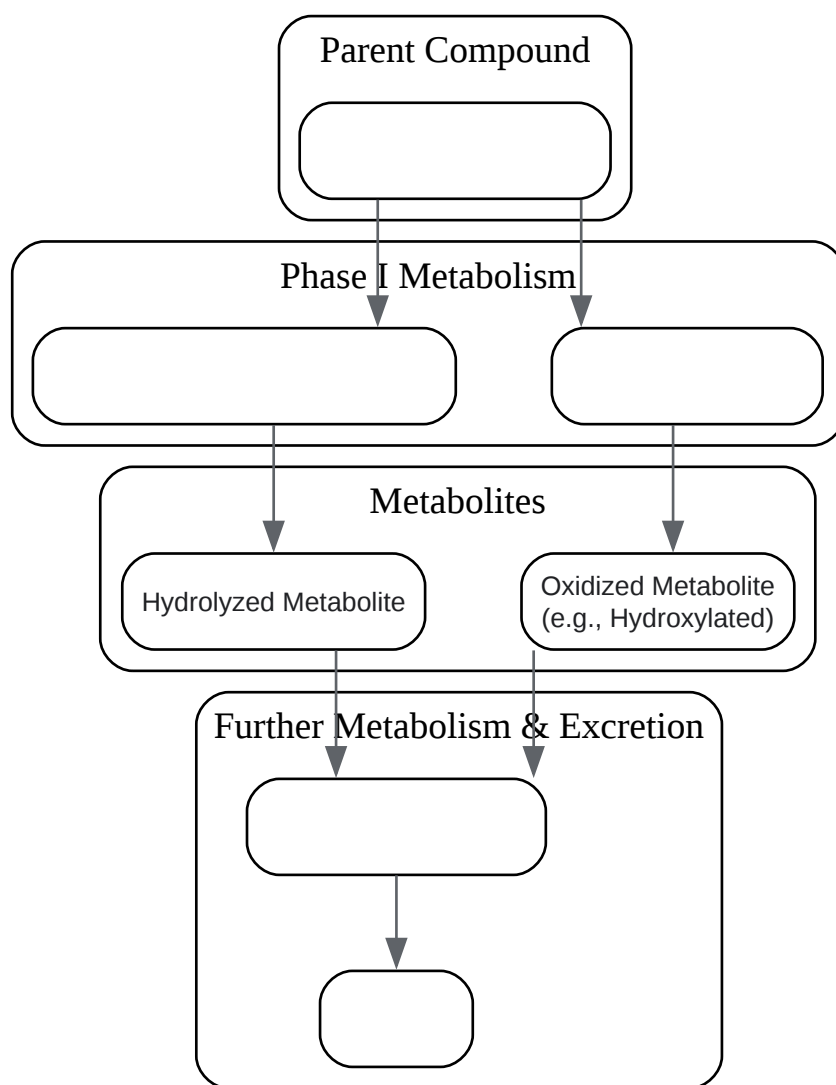 Parent Compound
Phase I Metabolism
Metabolites
Hydrolyzed Metabolite
Oxidized Metabolite
(e.g., Hydroxylated)
Further Metabolism & Excretion